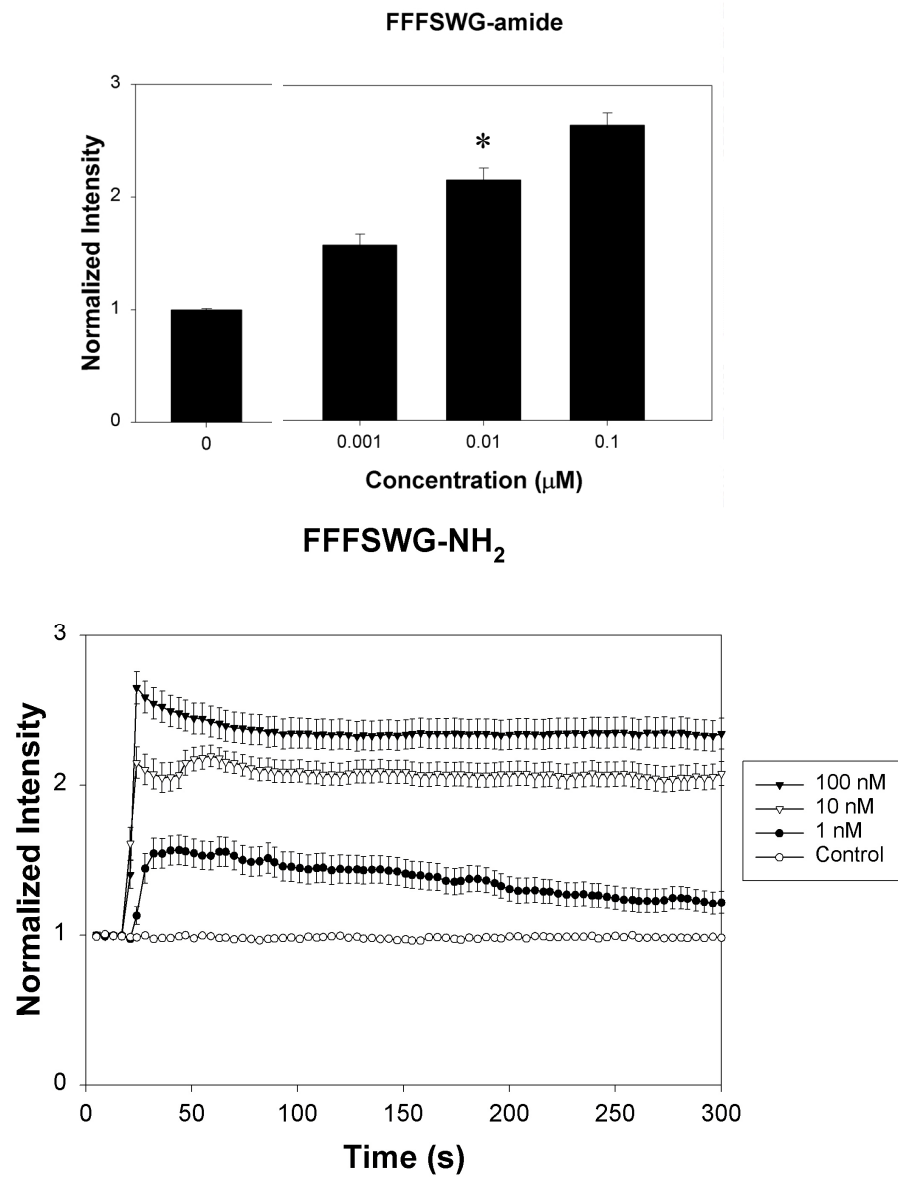 FFFSWG-amide
3
2
1
0
Normalized Intensity
*
0
0.001
0.01
0.1
Concentration (μM)
FFFSWG-NH2
3
2
1
0
Normalized Intensity
0
50
100
150
200
250
300
Time (s)
100 nM
10 nM
1 nM
Control